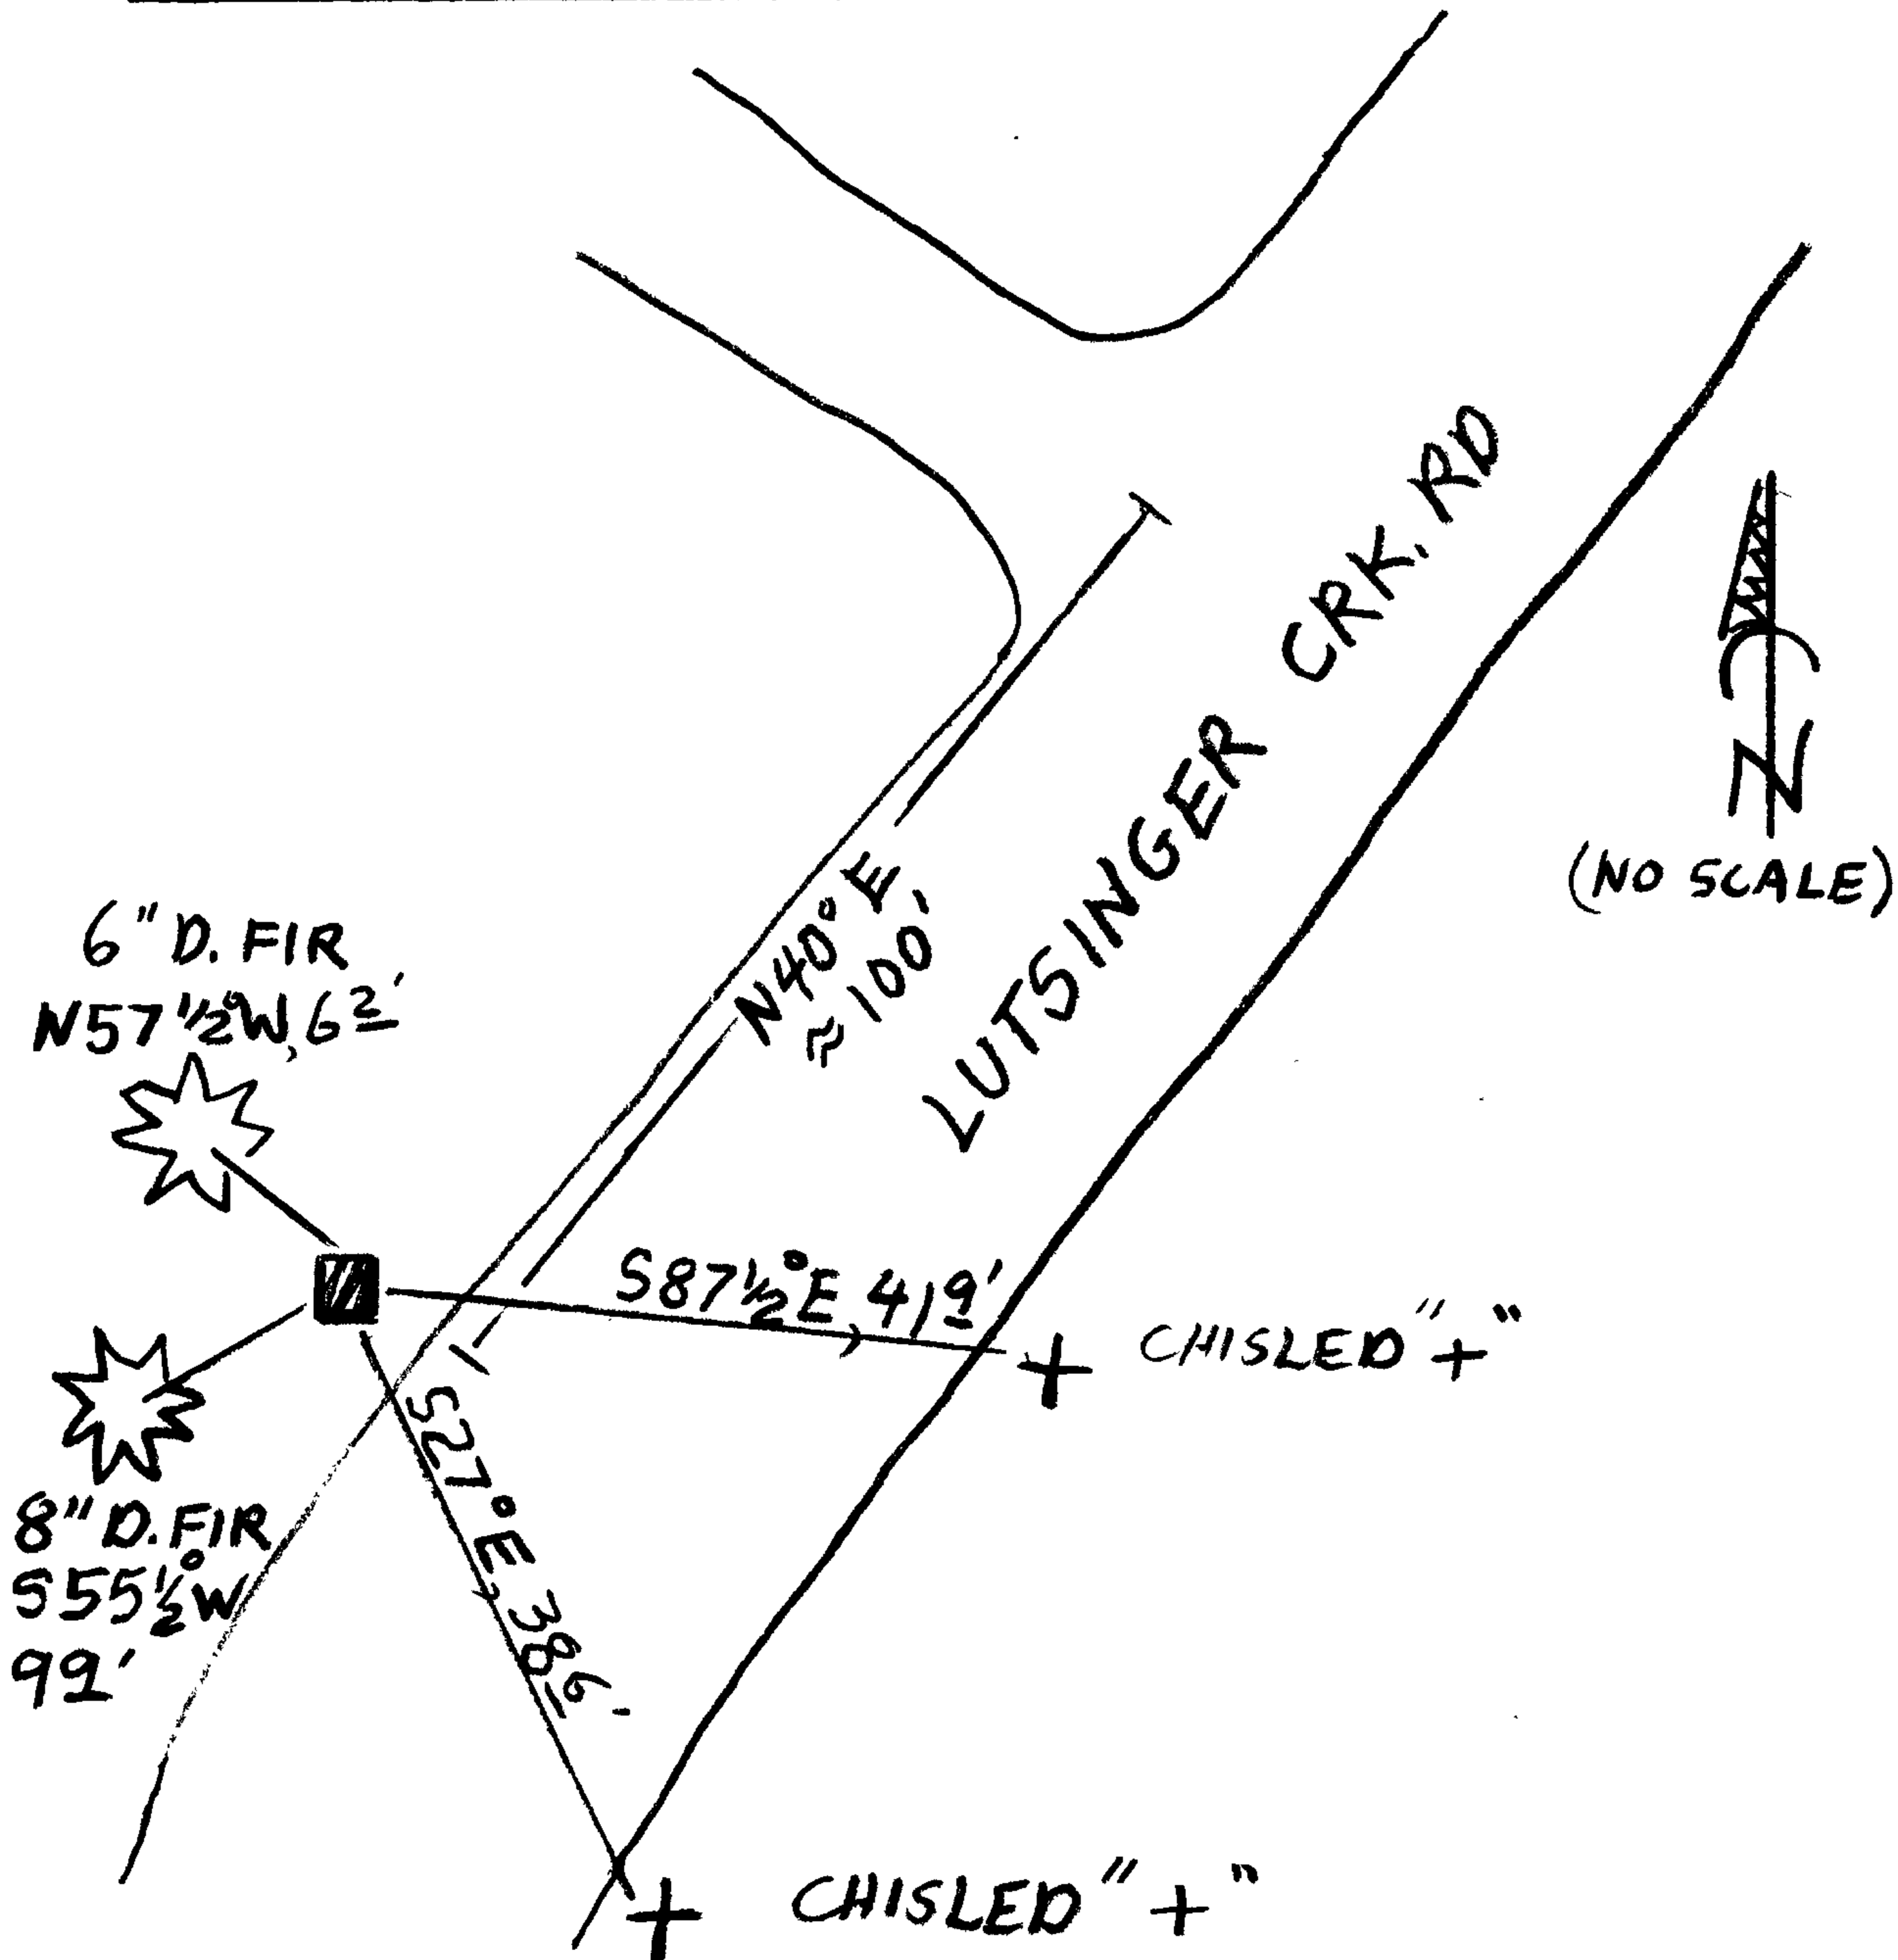 LUTSINGER CRK. RD
N
(NO SCALE)
N40°E
≈100'
6" D. FIR
N57½°W, 6<u>2</u>'
S87½°E, 41<u>9</u>'
CHISLED "+"
8" D. FIR
S55½°W
9<u>9</u>'
S27°E, 38<u>6</u>'
CHISLED "+"